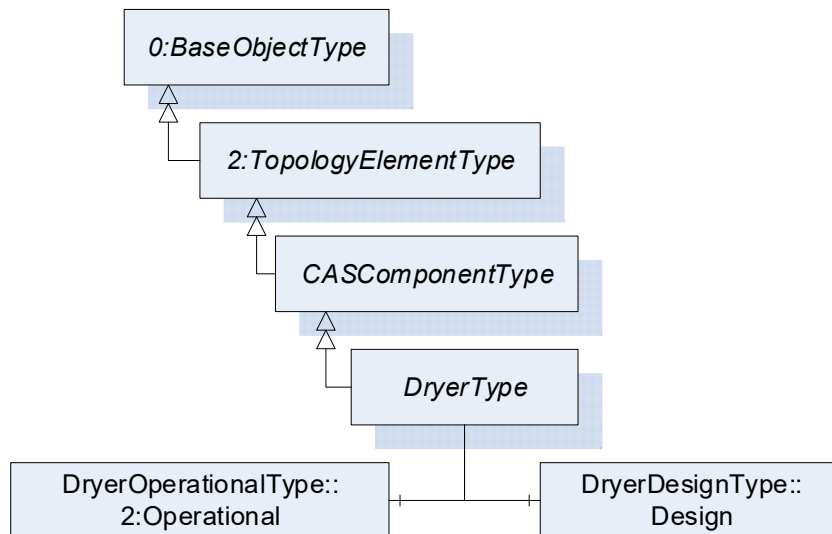 0:BaseObjectType
2:TopologyElementType
CASComponentType
DryerType
DryerOperationalType::
2:Operational
DryerDesignType::
Design